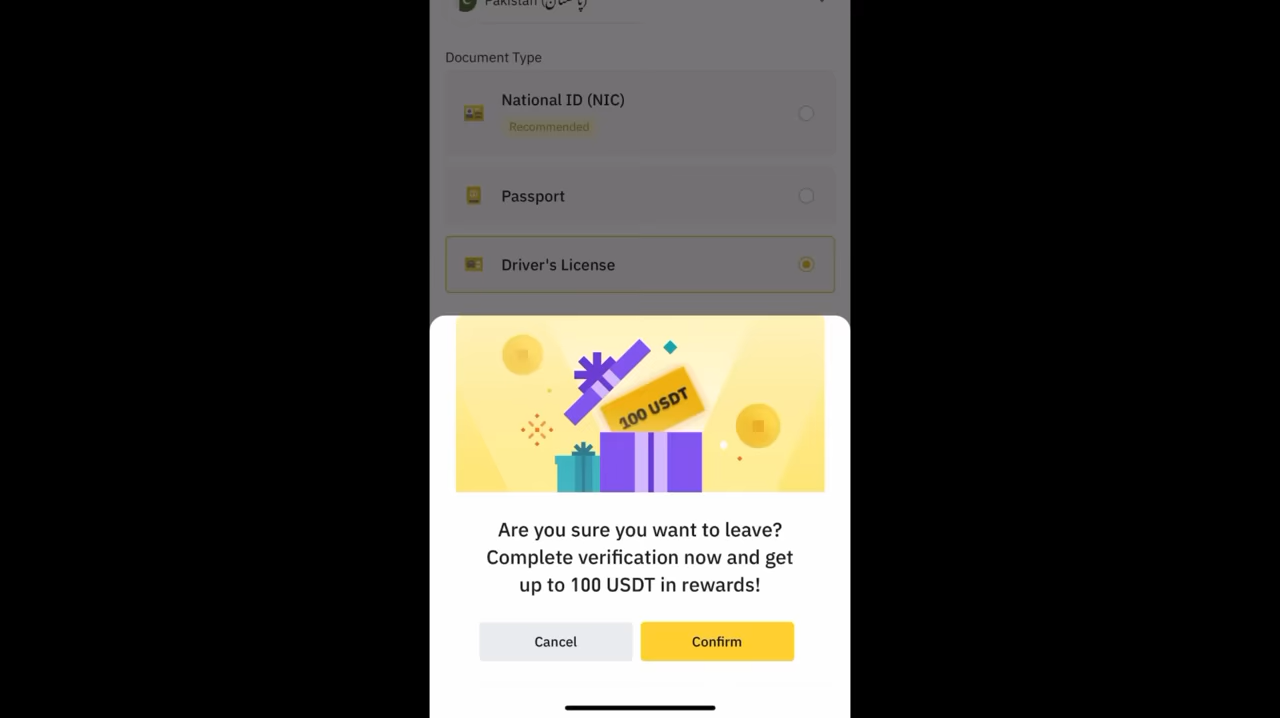 Pakistan (پاکستان)
Document Type
National ID (NIC)
Recommended
Passport
Driver's License
100 USDT
Are you sure you want to leave?
Complete verification now and get
up to 100 USDT in rewards!
Cancel
Confirm